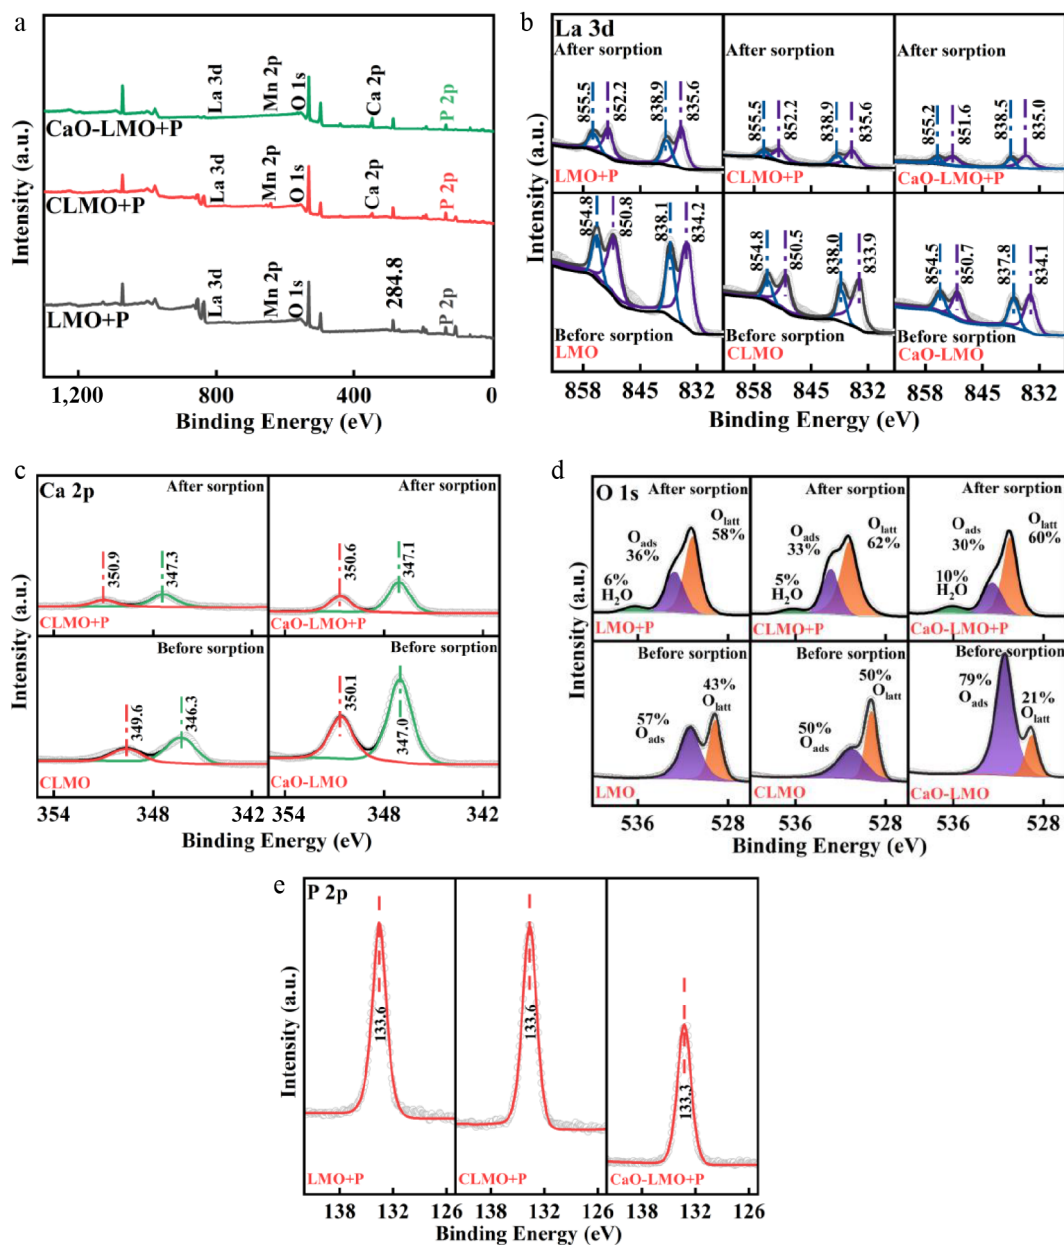 a
La 3d
Mn 2p
O 1s
Ca 2p
P 2p
CaO-LMO+P
La 3d
Mn 2p
O 1s
Ca 2p
P 2p
CLMO+P
La 3d
Mn 2p
O 1s
284.8
P 2p
LMO+P
Intensity (a.u.)
1,200
800
400
0
Binding Energy (eV)
b
La 3d
After sorption
855.5
852.2
838.9
835.6
LMO+P
After sorption
855.5
852.2
838.9
835.6
CLMO+P
After sorption
855.2
851.6
838.5
835.0
CaO-LMO+P
854.8
850.8
838.1
834.2
Before sorption
LMO
854.8
850.5
838.0
833.9
Before sorption
CLMO
854.5
850.7
837.8
834.1
Before sorption
CaO-LMO
Intensity (a.u.)
858
845
832
858
845
832
858
845
832
Binding Energy (eV)
c
Ca 2p
After sorption
350.9
347.3
CLMO+P
After sorption
350.6
347.1
CaO-LMO+P
Before sorption
349.6
346.3
CLMO
Before sorption
350.1
347.0
CaO-LMO
Intensity (a.u.)
354
348
342
354
348
342
Binding Energy (eV)
d
O 1s
After sorption
Olatt
58%
Oads
36%
6%
H2O
LMO+P
After sorption
Olatt
62%
Oads
33%
5%
H2O
CLMO+P
After sorption
Olatt
60%
Oads
30%
10%
H2O
CaO-LMO+P
Before sorption
43%
Olatt
57%
Oads
LMO
Before sorption
50%
Olatt
50%
Oads
CLMO
Before sorption
79%
Oads
21%
Olatt
CaO-LMO
Intensity (a.u.)
536
528
536
528
536
528
Binding Energy (eV)
e
P 2p
133.6
LMO+P
133.6
CLMO+P
133.3
CaO-LMO+P
Intensity (a.u.)
138
132
126
138
132
126
138
132
126
Binding Energy (eV)